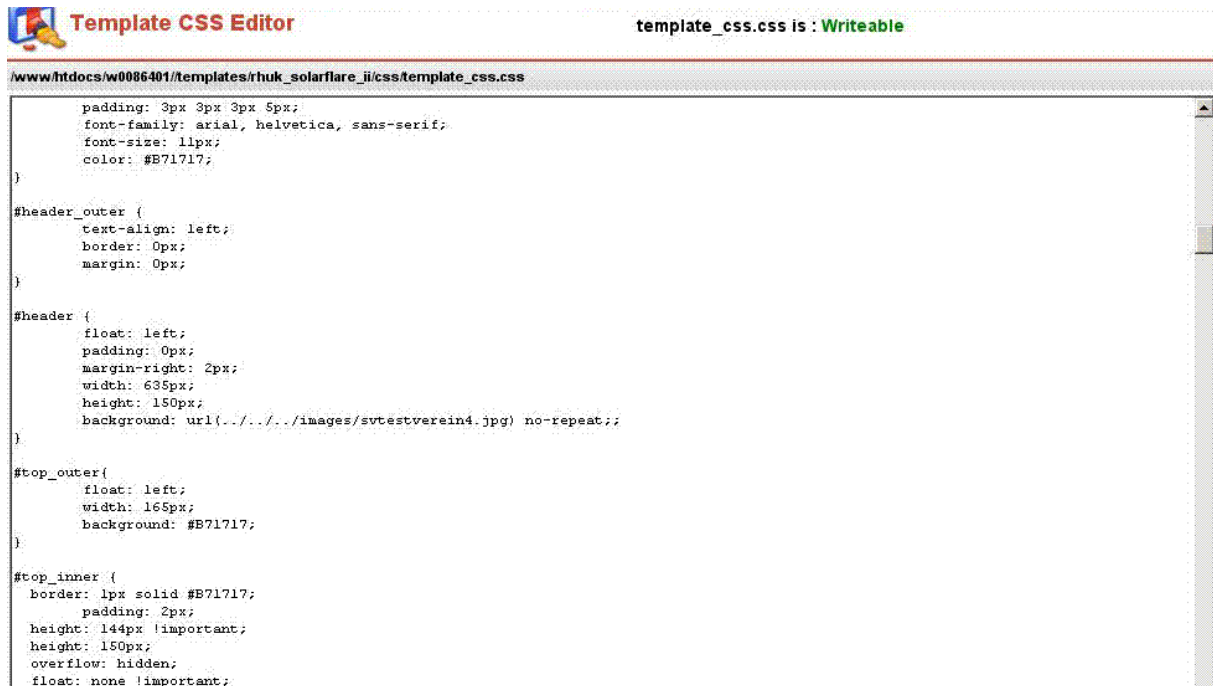 Template CSS Editor
template_css.css is : Writeable
/www/htdocs/w0086401//templates/rhuk_solarflare_ii/css/template_css.css
padding: 3px 3px 3px 5px;
font-family: arial, helvetica, sans-serif;
font-size: 11px;
color: #B71717;
}
#header_outer {
text-align: left;
border: 0px;
margin: 0px;
}
#header {
float: left;
padding: 0px;
margin-right: 2px;
width: 635px;
height: 150px;
background: url(../../../images/svtestverein4.jpg) no-repeat;;
}
#top_outer{
float: left;
width: 165px;
background: #B71717;
}
#top_inner {
border: 1px solid #B71717;
padding: 2px;
height: 144px !important;
height: 150px;
overflow: hidden;
float: none !important;